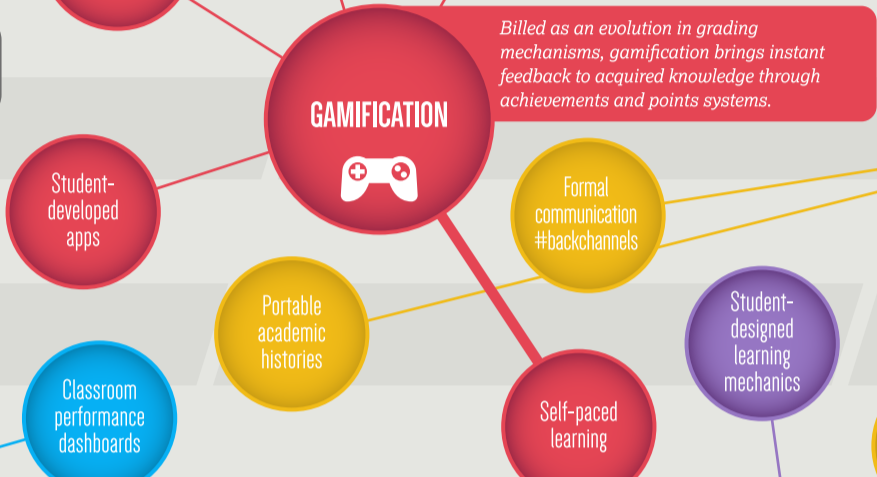 Billed as an evolution in grading
mechanisms, gamification brings instant
feedback to acquired knowledge through
achievements and points systems.
GAMIFICATION
Student-
developed
apps
Formal
communication
#backchannels
Portable
academic
histories
Student-
designed
learning
mechanics
Classroom
performance
dashboards
Self-paced
learning